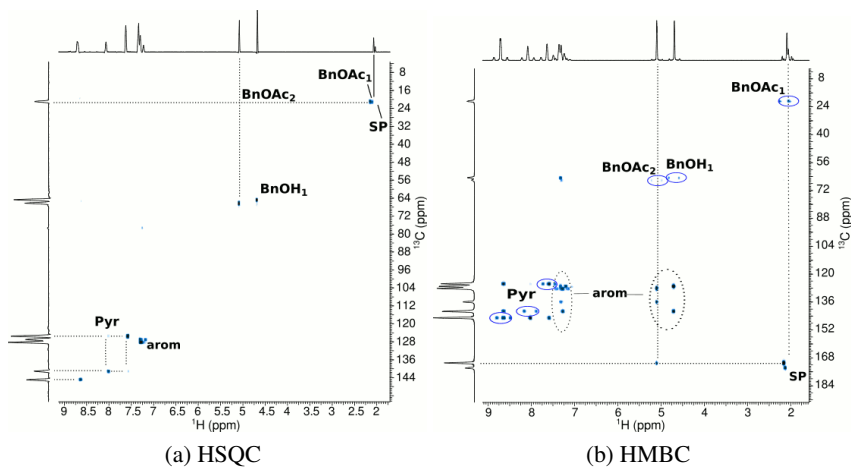 BnOAc1
BnOAc2
SP
BnOH1
Pyr
arom
8
16
24
32
40
48
56
64
72
80
88
96
104
112
120
128
136
144
13C (ppm)
9 8.5 8 7.5 7 6.5 6 5.5 5 4.5 4 3.5 3 2.5 2
1H (ppm)
(a) HSQC
BnOAc1
BnOAc2
BnOH1
Pyr
arom
SP
8
24
40
56
72
88
104
120
136
152
168
184
13C (ppm)
9 8 7 6 5 4 3 2
1H (ppm)
(b) HMBC